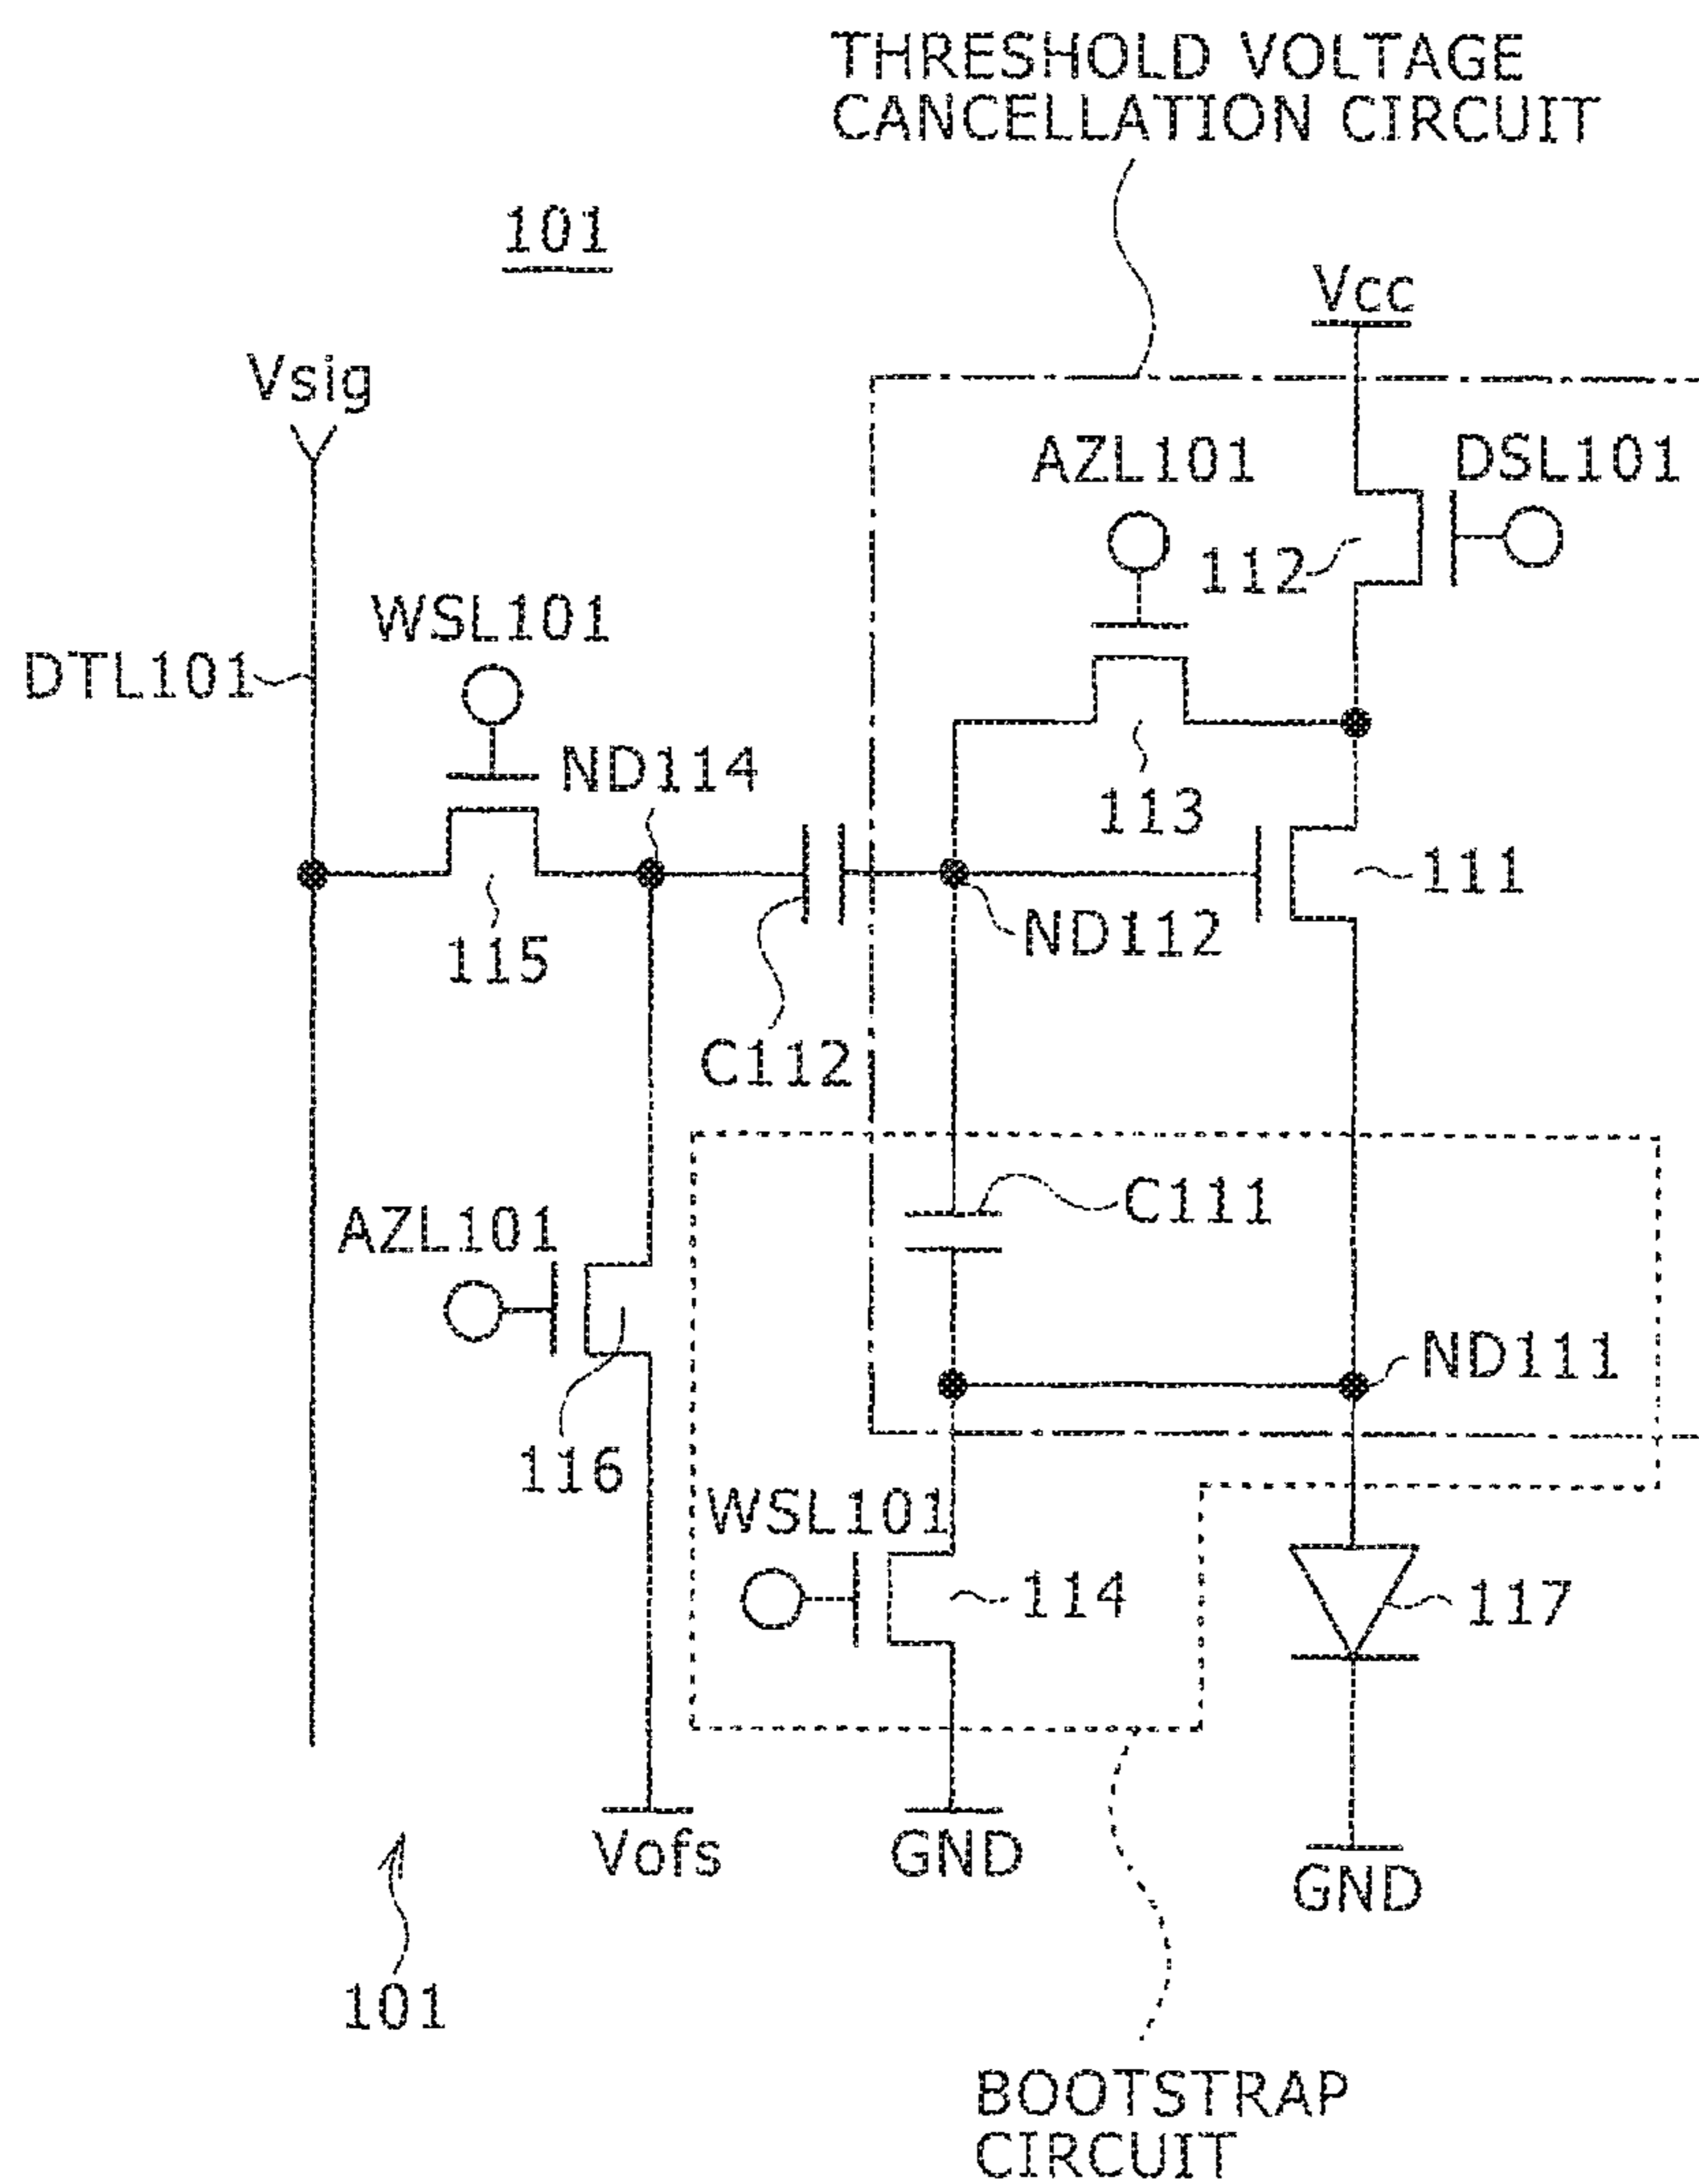 THRESHOLD VOLTAGE
CANCELLATION CIRCUIT
101
Vcc
Vsig
AZL101
DSL101
112
WSL101
DTL101
ND114
113
111
ND112
115
C112
C111
AZL101
ND111
116
WSL101
114
117
Vofs
GND
GND
101
BOOTSTRAP
CIRCUIT